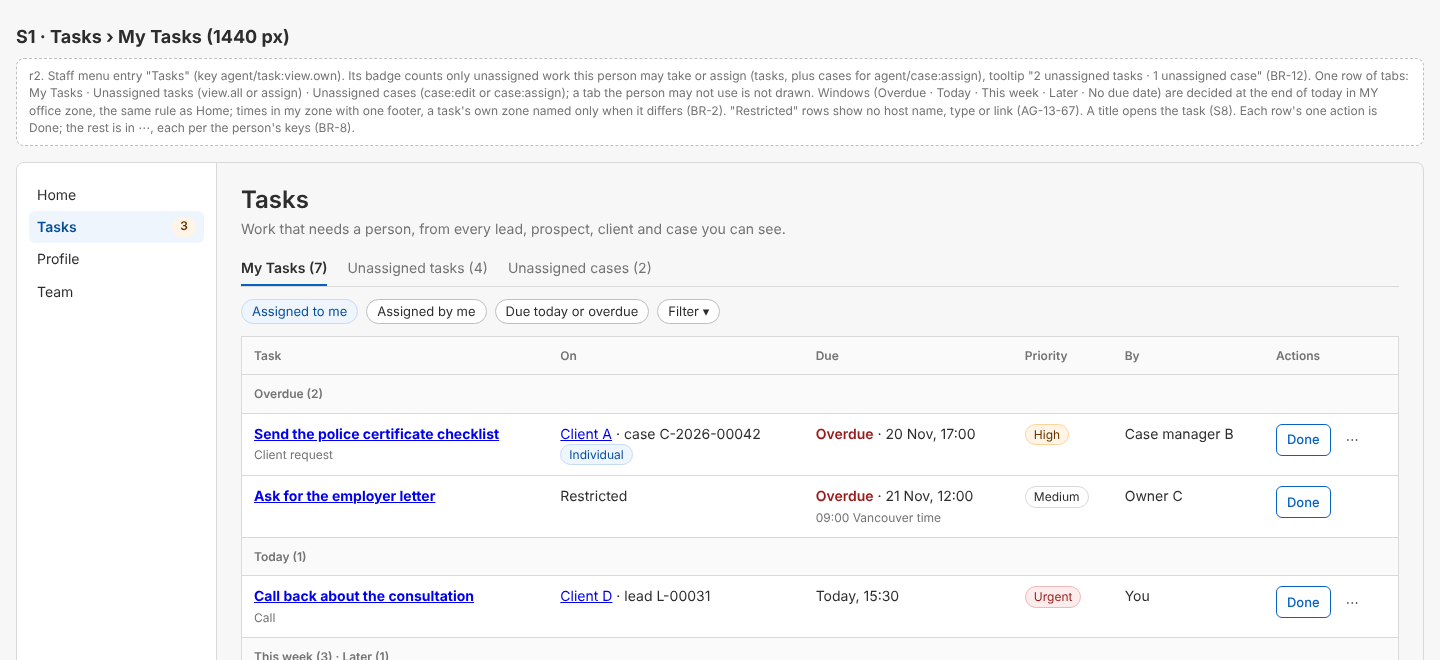 S1 · Tasks › My Tasks (1440 px)
r2. Staff menu entry "Tasks" (key agent/task:view.own). Its badge counts only unassigned work this person may take or assign (tasks, plus cases for agent/case:assign), tooltip "2 unassigned tasks · 1 unassigned case" (BR-12). One row of tabs:
My Tasks · Unassigned tasks (view.all or assign) · Unassigned cases (case:edit or case:assign); a tab the person may not use is not drawn. Windows (Overdue · Today · This week · Later · No due date) are decided at the end of today in MY
office zone, the same rule as Home; times in my zone with one footer, a task's own zone named only when it differs (BR-2). "Restricted" rows show no host name, type or link (AG-13-67). A title opens the task (S8). Each row's one action is
Done; the rest is in ···, each per the person's keys (BR-8).
Home
Tasks 3
Profile
Team
Tasks
Work that needs a person, from every lead, prospect, client and case you can see.
My Tasks (7) Unassigned tasks (4) Unassigned cases (2)
Assigned to me Assigned by me Due today or overdue Filter ▾
Task On Due Priority By Actions
Overdue (2)
Send the police certificate checklist Client A · case C-2026-00042 Overdue · 20 Nov, 17:00 High Case manager B Done ···
Client request Individual
Ask for the employer letter Restricted Overdue · 21 Nov, 12:00 Medium Owner C Done
09:00 Vancouver time
Today (1)
Call back about the consultation Client D · lead L-00031 Today, 15:30 Urgent You Done ···
Call
This week (3) · Later (1)